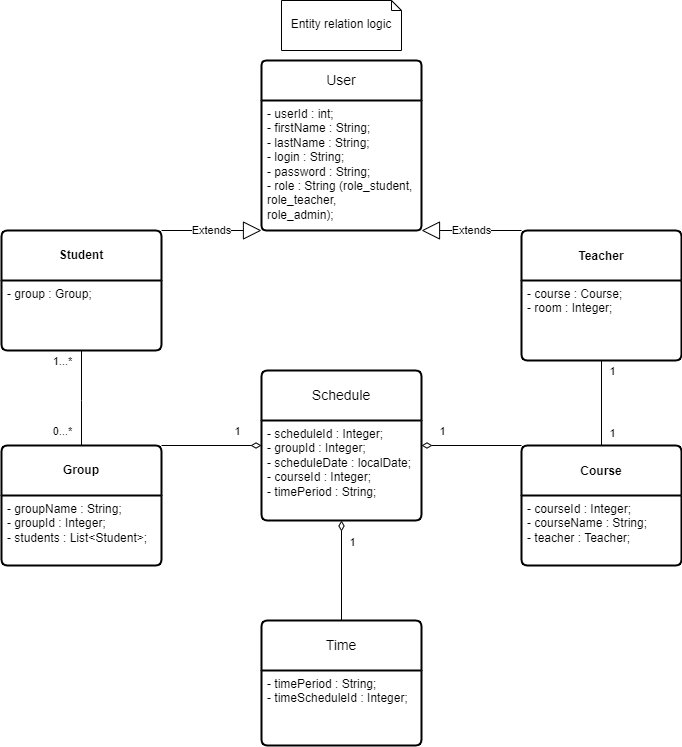 Entity relation logic
User
- userId : int;
- firstName : String;
- lastName : String;
- login : String;
- password : String;
- role : String (role_student,
role_teacher,
role_admin);
Extends
Extends
Student
- group : Group;
Teacher
- course : Course;
- room : Integer;
1...*
0...*
1
1
Schedule
- scheduleId : Integer;
- groupId : Integer;
- scheduleDate : localDate;
- courseId : Integer;
- timePeriod : String;
1
1
1
Group
- groupName : String;
- groupId : Integer;
- students : List<Student>;
Course
- courseId : Integer;
- courseName : String;
- teacher : Teacher;
Time
- timePeriod : String;
- timeScheduleId : Integer;